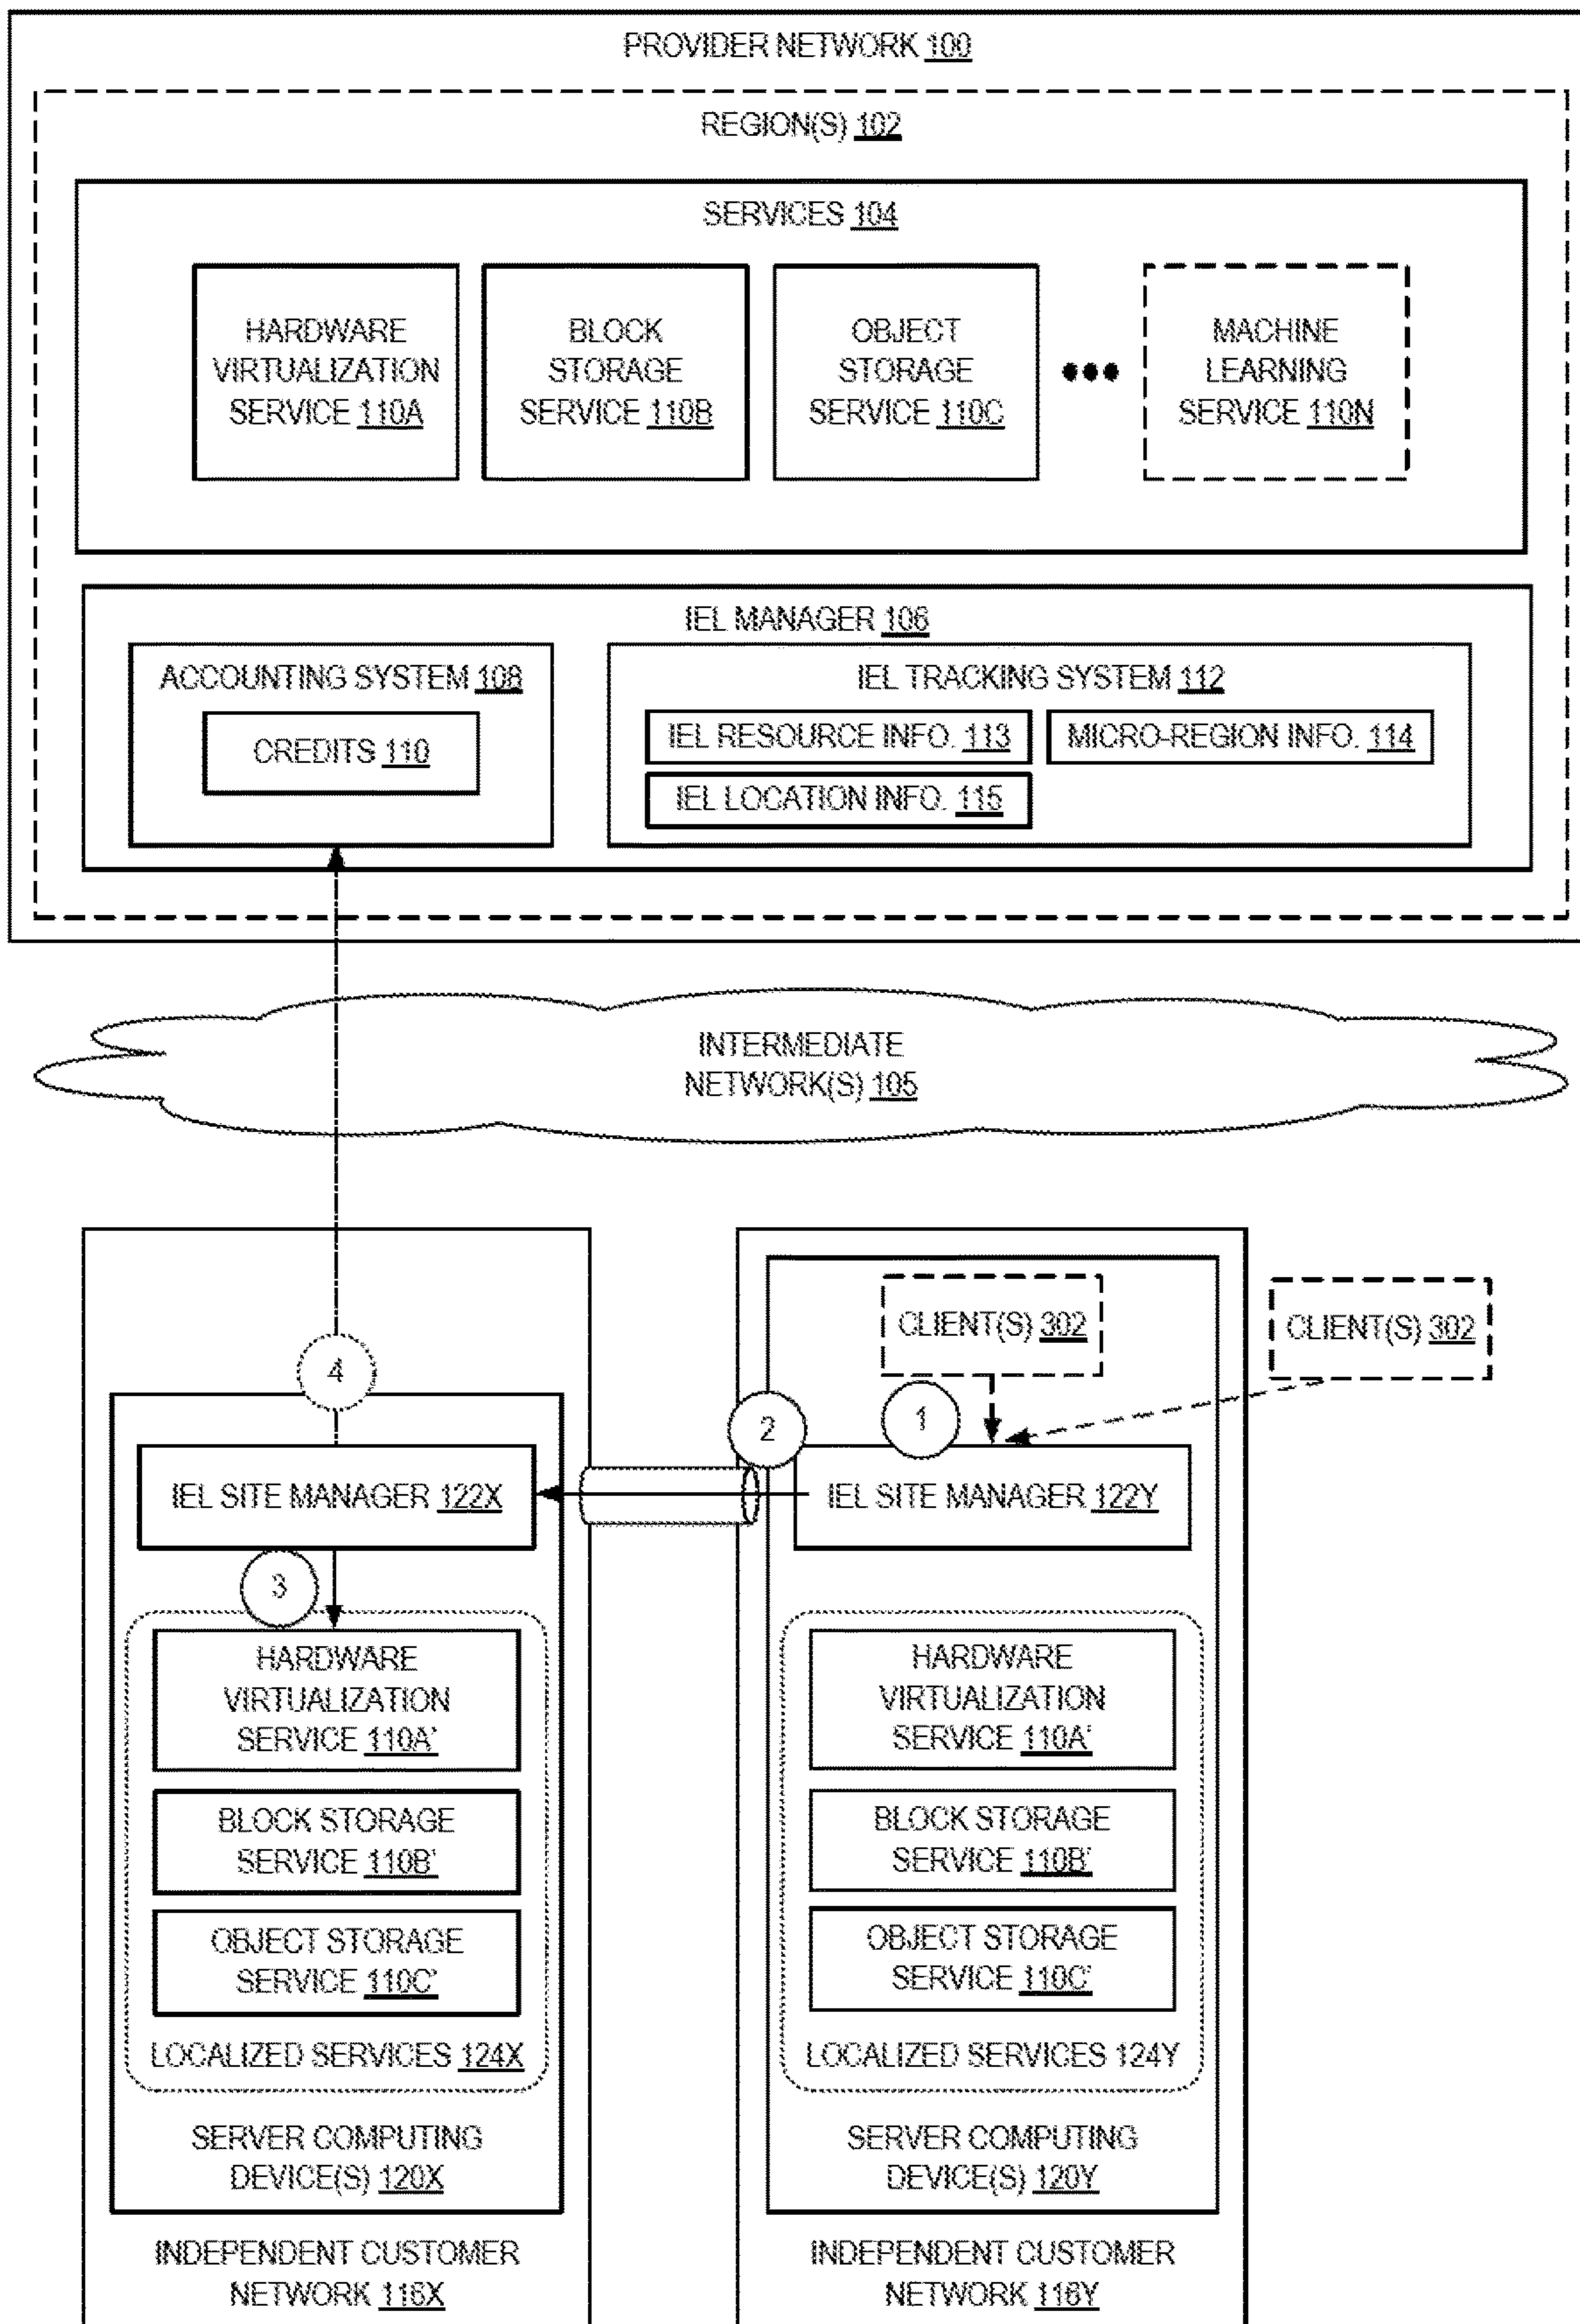 PROVIDER NETWORK 100
REGION(S) 102
SERVICES 104
HARDWARE
VIRTUALIZATION
SERVICE 110A
BLOCK
STORAGE
SERVICE 110B
OBJECT
STORAGE
SERVICE 110C
•••
MACHINE
LEARNING
SERVICE 110N
IEL MANAGER 106
ACCOUNTING SYSTEM 108
CREDITS 110
IEL TRACKING SYSTEM 112
IEL RESOURCE INFO. 113
MICRO-REGION INFO. 114
IEL LOCATION INFO. 115
INTERMEDIATE
NETWORK(S) 105
CLIENT(S) 302
CLIENT(S) 302
4
2
1
IEL SITE MANAGER 122X
IEL SITE MANAGER 122Y
3
HARDWARE
VIRTUALIZATION
SERVICE 110A'
BLOCK STORAGE
SERVICE 110B'
OBJECT STORAGE
SERVICE 110C'
LOCALIZED SERVICES 124X
SERVER COMPUTING
DEVICE(S) 120X
INDEPENDENT CUSTOMER
NETWORK 116X
HARDWARE
VIRTUALIZATION
SERVICE 110A'
BLOCK STORAGE
SERVICE 110B'
OBJECT STORAGE
SERVICE 110C'
LOCALIZED SERVICES 124Y
SERVER COMPUTING
DEVICE(S) 120Y
INDEPENDENT CUSTOMER
NETWORK 116Y